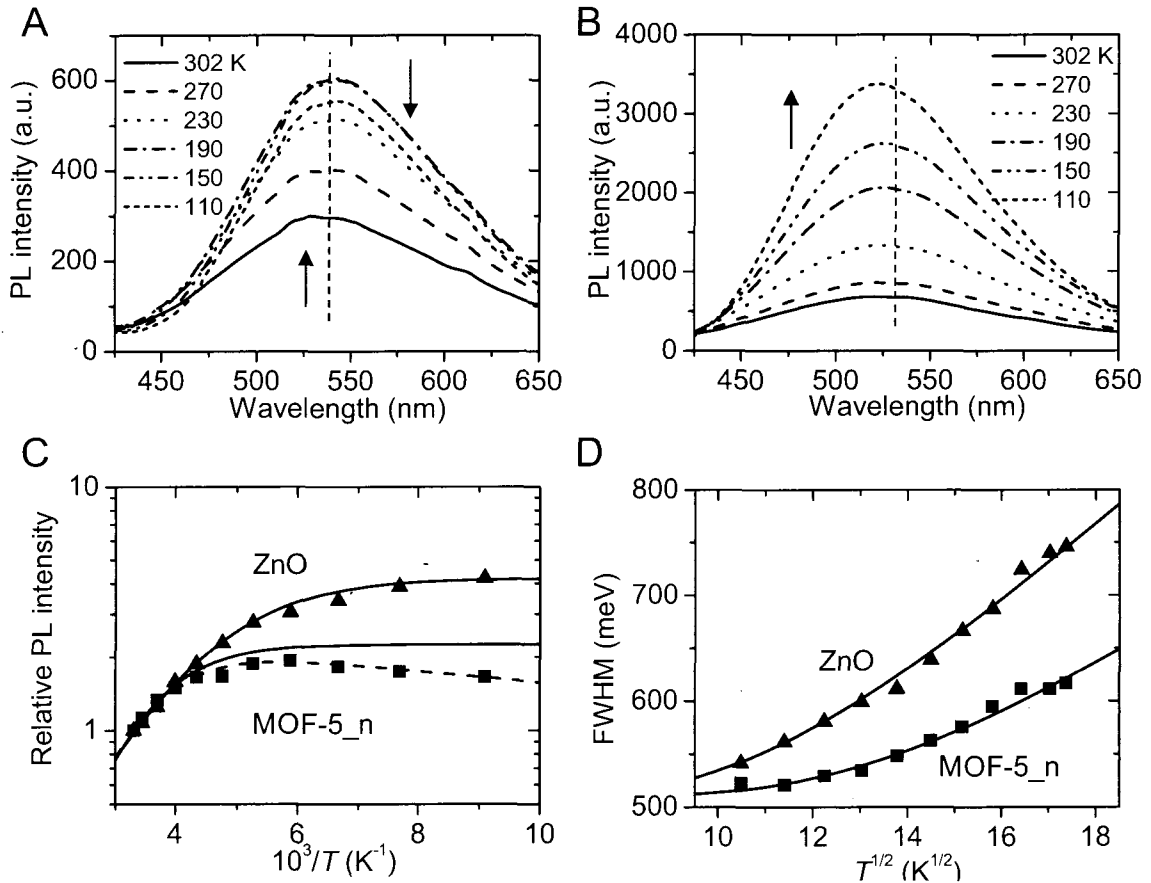 A
PL intensity (a.u.)
600
400
200
0
302 K
270
230
190
150
110
450
500
550
600
650
Wavelength (nm)
B
PL intensity (a.u.)
4000
3000
2000
1000
0
302 K
270
230
190
150
110
450
500
550
600
650
Wavelength (nm)
C
Relative PL intensity
10
1
ZnO
MOF-5_n
4
6
8
10
10³/T (K⁻¹)
D
FWHM (meV)
800
700
600
500
ZnO
MOF-5_n
10
12
14
16
18
T¹/² (K¹/²)